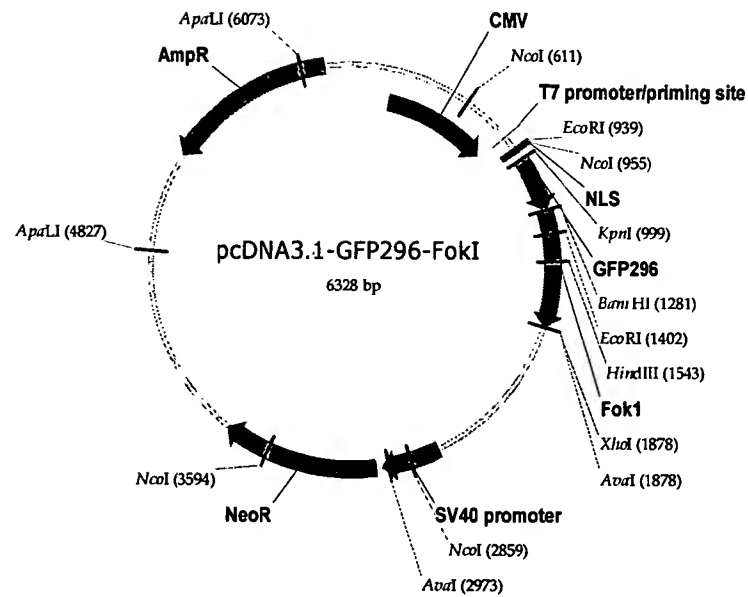 ApaLI (6073)
AmpR
CMV
NcoI (611)
T7 promoter/priming site
EcoRI (939)
NcoI (955)
NLS
KpnI (999)
GFP296
BamHI (1281)
EcoRI (1402)
HindIII (1543)
Fok1
XhoI (1878)
AvaI (1878)
ApaLI (4827)
pcDNA3.1-GFP296-FokI
6328 bp
NcoI (3594)
NeoR
SV40 promoter
NcoI (2859)
AvaI (2973)